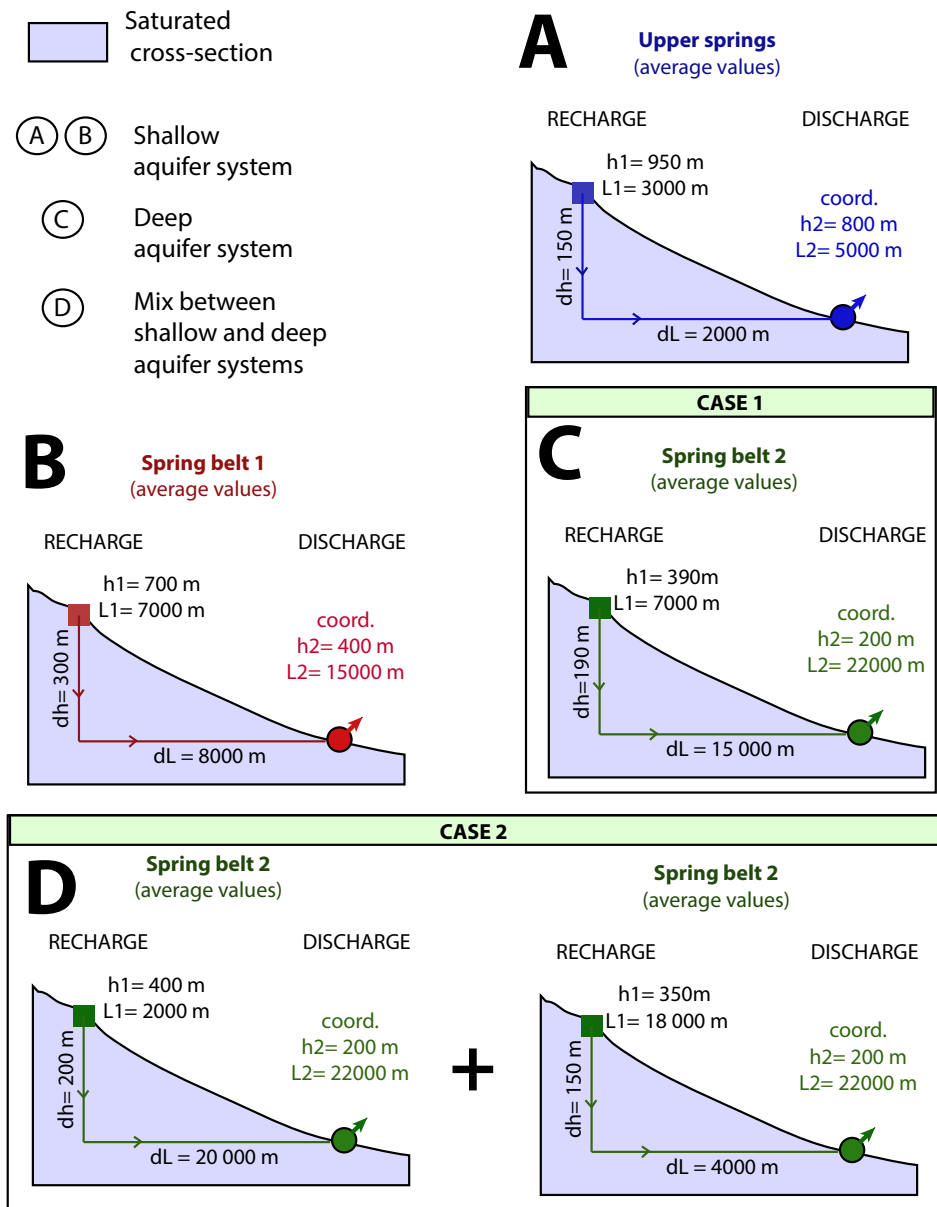 Saturated
cross-section
A B Shallow
aquifer system
C Deep
aquifer system
D Mix between
shallow and deep
aquifer systems
A
Upper springs
(average values)
RECHARGE DISCHARGE
h1= 950 m
L1= 3000 m
coord.
h2= 800 m
L2= 5000 m
dh= 150 m
dL = 2000 m
B
Spring belt 1
(average values)
RECHARGE DISCHARGE
h1= 700 m
L1= 7000 m
coord.
h2= 400 m
L2= 15000 m
dh= 300 m
dL = 8000 m
CASE 1
C
Spring belt 2
(average values)
RECHARGE DISCHARGE
h1= 390m
L1= 7000 m
coord.
h2= 200 m
L2= 22000 m
dh=190 m
dL = 15 000 m
CASE 2
D
Spring belt 2
(average values)
RECHARGE DISCHARGE
h1= 400 m
L1= 2000 m
coord.
h2= 200 m
L2= 22000 m
dh= 200 m
dL = 20 000 m
+
Spring belt 2
(average values)
RECHARGE DISCHARGE
h1= 350m
L1= 18 000 m
coord.
h2= 200 m
L2= 22000 m
dh= 150 m
dL = 4000 m